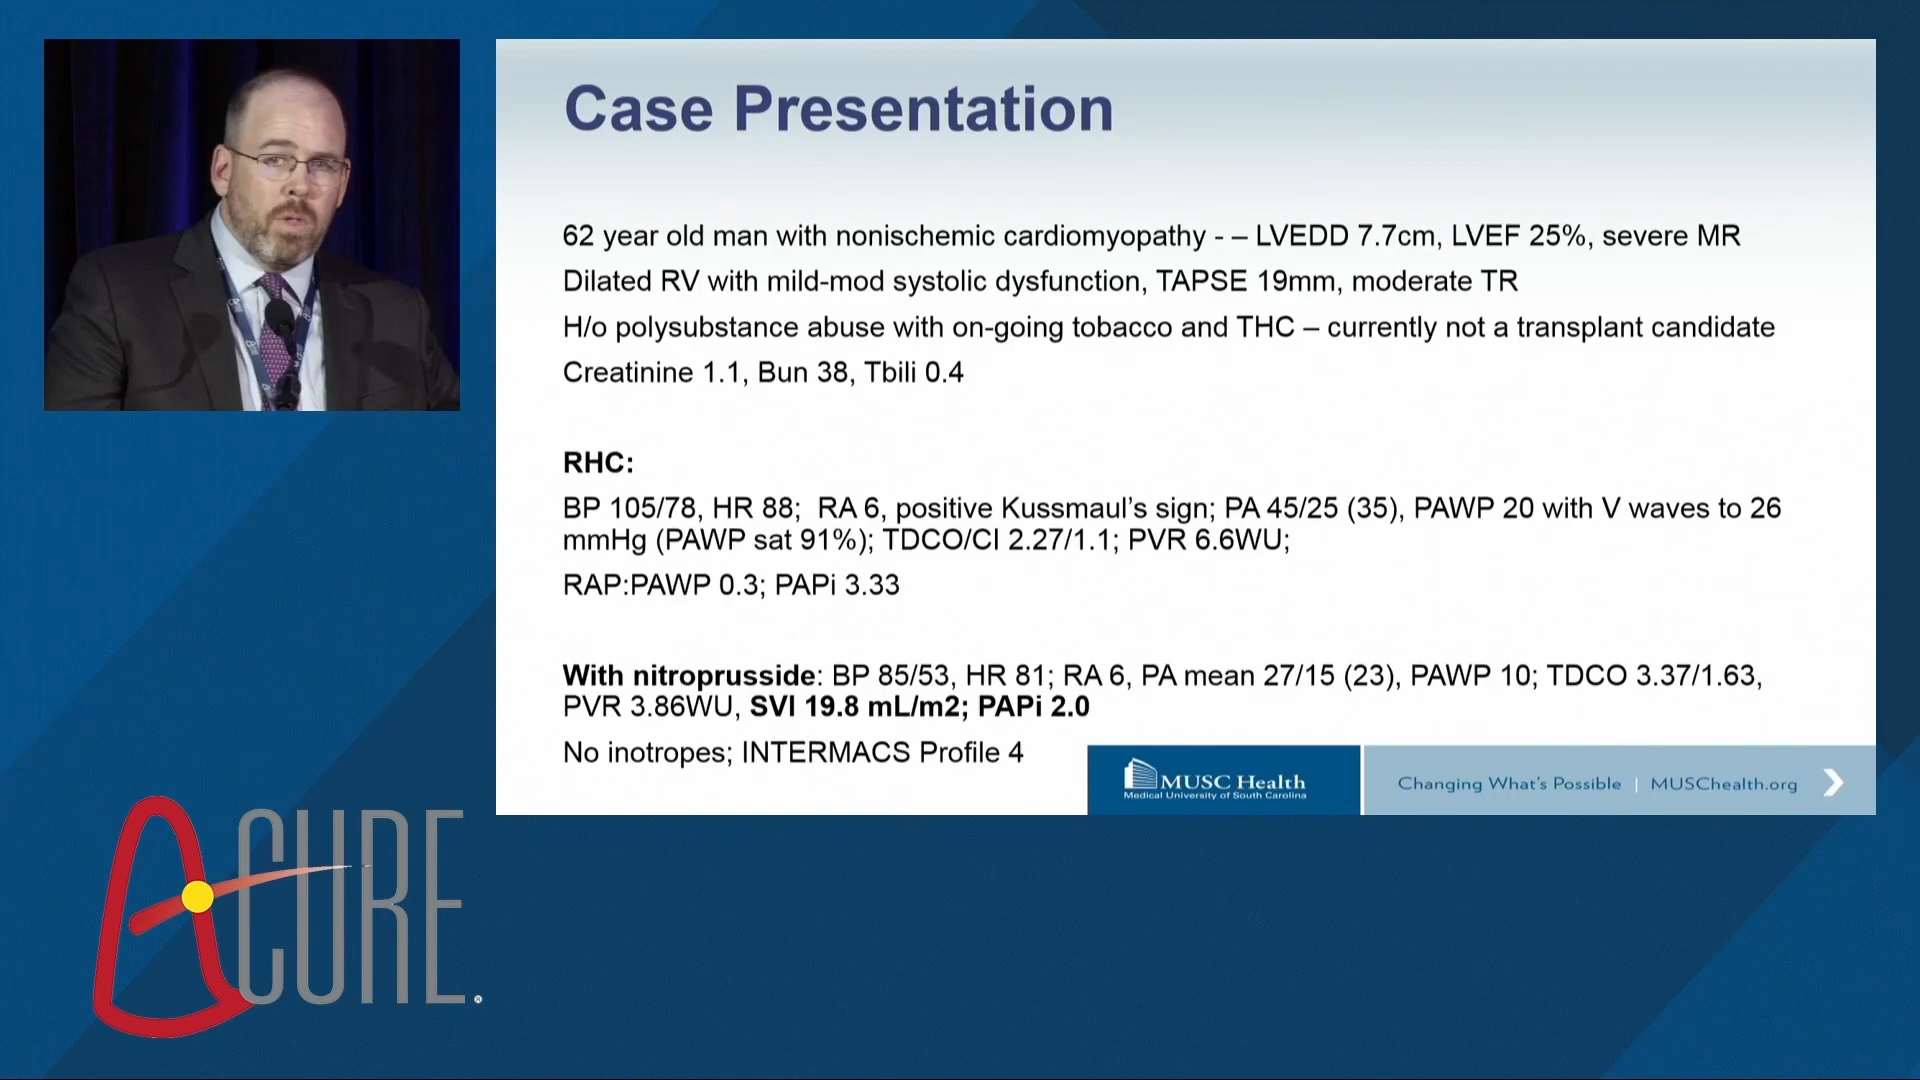 Case Presentation
62 year old man with nonischemic cardiomyopathy - – LVEDD 7.7cm, LVEF 25%, severe MR
Dilated RV with mild-mod systolic dysfunction, TAPSE 19mm, moderate TR
H/o polysubstance abuse with on-going tobacco and THC – currently not a transplant candidate
Creatinine 1.1, Bun 38, Tbili 0.4
RHC:
BP 105/78, HR 88;  RA 6, positive Kussmaul's sign; PA 45/25 (35), PAWP 20 with V waves to 26
mmHg (PAWP sat 91%); TDCO/CI 2.27/1.1; PVR 6.6WU;
RAP:PAWP 0.3; PAPi 3.33
With nitroprusside: BP 85/53, HR 81; RA 6, PA mean 27/15 (23), PAWP 10; TDCO 3.37/1.63,
PVR 3.86WU, SVI 19.8 mL/m2; PAPi 2.0
No inotropes; INTERMACS Profile 4
MUSC Health
Medical University of South Carolina
Changing What's Possible | MUSChealth.org
A-CURE®